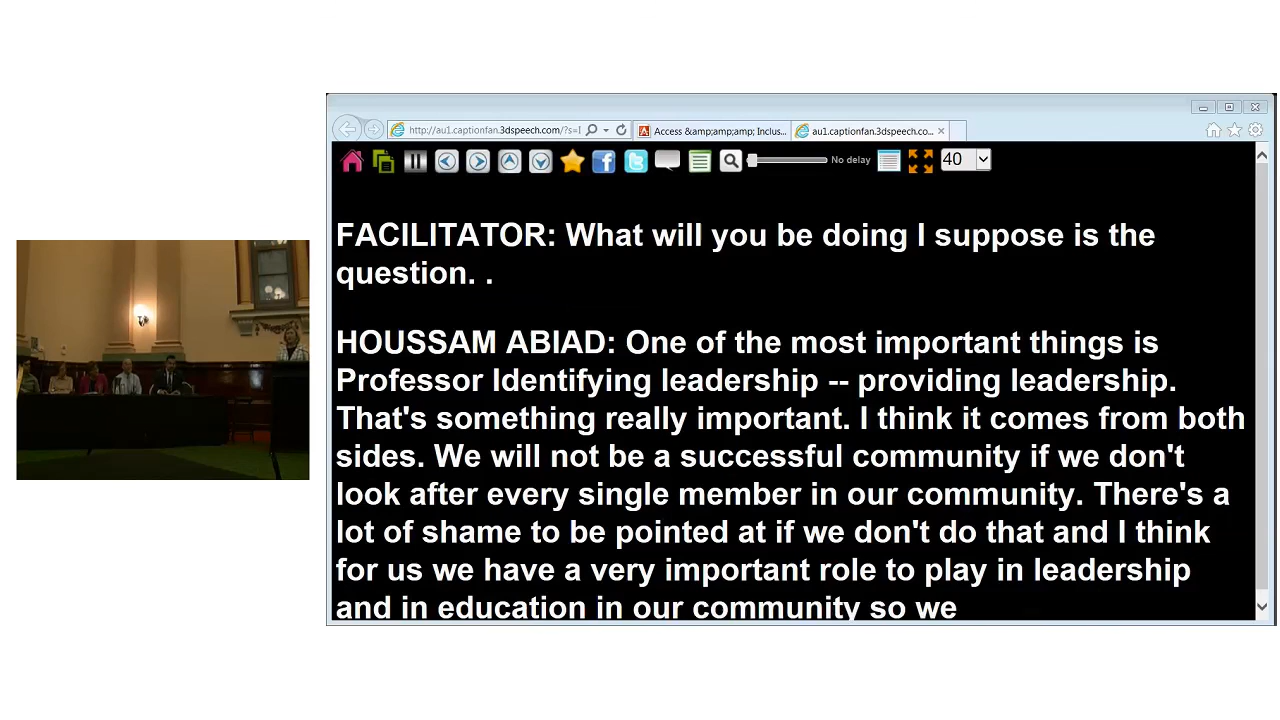 http://au1.captionfan.3dspeech.com/?s=I
Access &amp;amp;amp; Inclus...
au1.captionfan.3dspeech.co...
No delay
40
FACILITATOR: What will you be doing I suppose is the
question. .
HOUSSAM ABIAD: One of the most important things is
Professor Identifying leadership -- providing leadership.
That's something really important. I think it comes from both
sides. We will not be a successful community if we don't
look after every single member in our community. There's a
lot of shame to be pointed at if we don't do that and I think
for us we have a very important role to play in leadership
and in education in our community so we